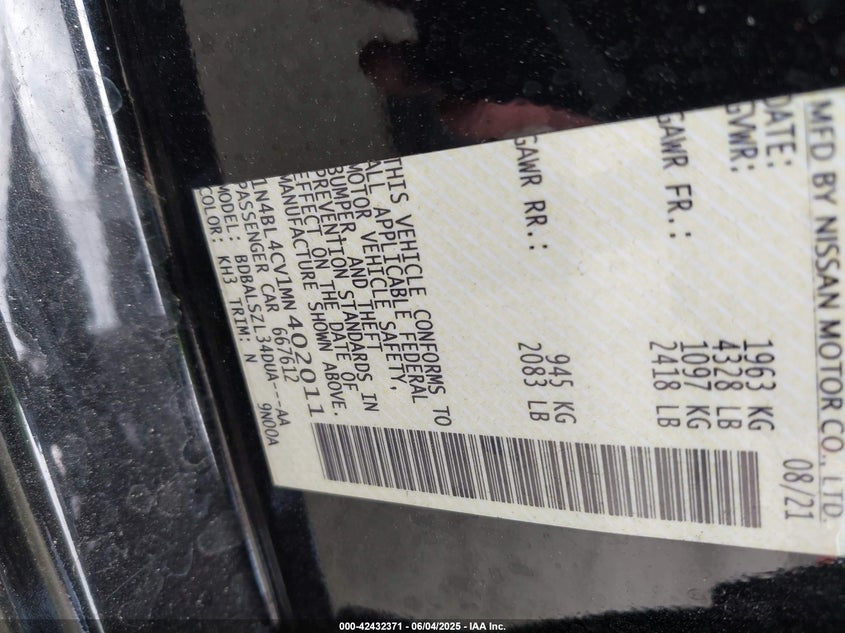 MFD BY NISSAN MOTOR CO., LTD.
DATE: 08/21
GVWR: 1963 KG
4328 LB
GAWR FR.: 1097 KG
2418 LB
GAWR RR.: 945 KG
2083 LB
THIS VEHICLE CONFORMS TO
ALL APPLICABLE FEDERAL
MOTOR VEHICLE SAFETY,
BUMPER, AND STANDARDS IN
PREVENTION THEFT
EFFECT ON THE DATE OF
MANUFACTURE SHOWN ABOVE.
1N4BL4CV1MN402011
PASSENGER CAR 667612
MODEL: BDBALSZL34DUA---AA
COLOR: KH3 TRIM: N 9N00A
000-42432371 - 06/04/2025 - IAA Inc.